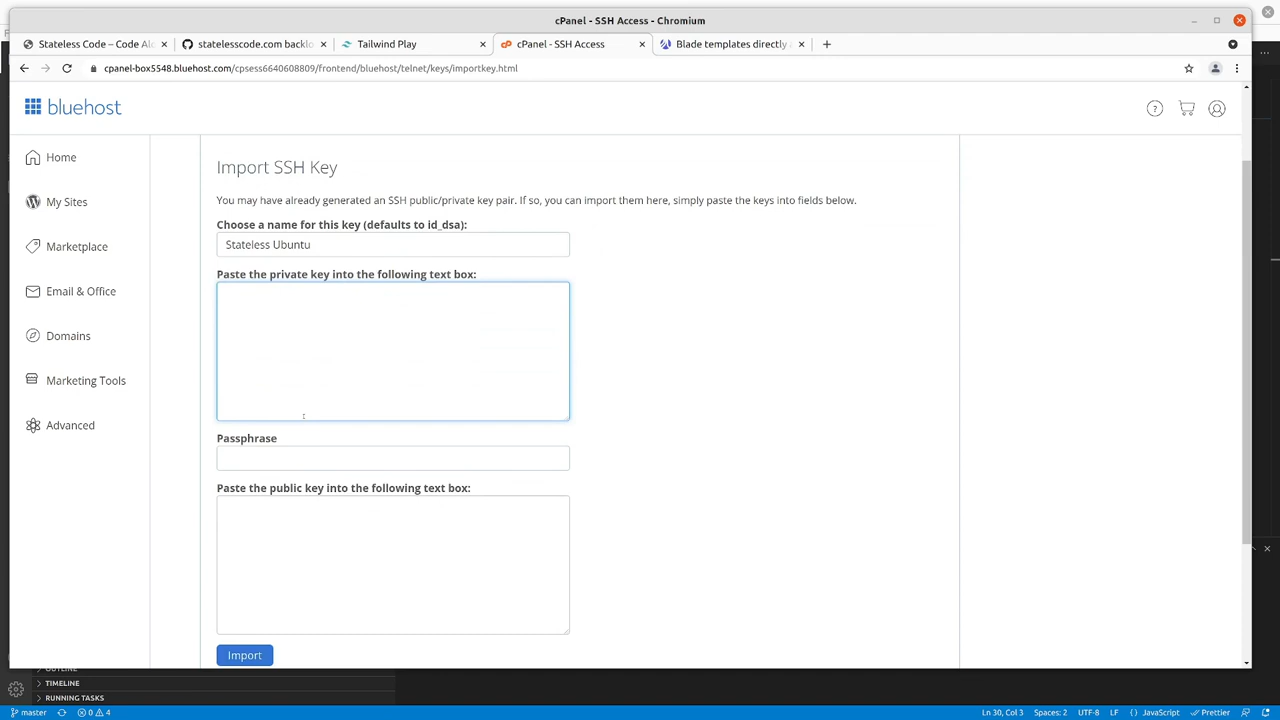 cPanel - SSH Access - Chromium
Stateless Code – Code Al
statelesscode.com backlo
Tailwind Play
cPanel - SSH Access
Blade templates directly
cpanel-box5548.bluehost.com/cpsess6640608809/frontend/bluehost/telnet/keys/importkey.html
bluehost
Home
My Sites
Marketplace
Email & Office
Domains
Marketing Tools
Advanced
Import SSH Key
You may have already generated an SSH public/private key pair. If so, you can import them here, simply paste the keys into fields below.
Choose a name for this key (defaults to id_dsa):
Stateless Ubuntu
Paste the private key into the following text box:
Passphrase
Paste the public key into the following text box:
Import
OUTLINE
TIMELINE
RUNNING TASKS
master 0 4 Ln 30, Col 3 Spaces: 2 UTF-8 LF {} JavaScript Prettier